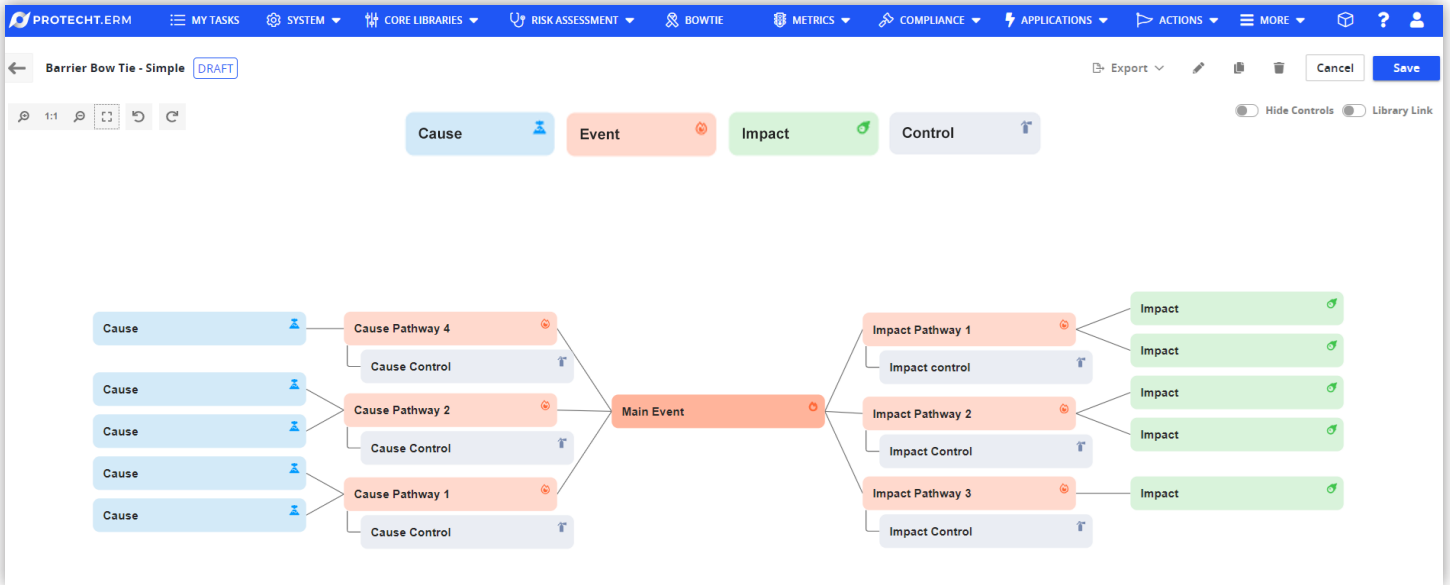 PROTECHT.ERM MY TASKS SYSTEM CORE LIBRARIES RISK ASSESSMENT BOWTIE METRICS COMPLIANCE APPLICATIONS ACTIONS MORE ?
Barrier Bow Tie - Simple DRAFT Export Cancel Save
1:1 Hide Controls Library Link
Cause Event Impact Control
Cause
Cause
Cause
Cause
Cause
Cause Pathway 4
Cause Control
Cause Pathway 2
Cause Control
Cause Pathway 1
Cause Control
Main Event
Impact Pathway 1
Impact control
Impact Pathway 2
Impact Control
Impact Pathway 3
Impact Control
Impact
Impact
Impact
Impact
Impact